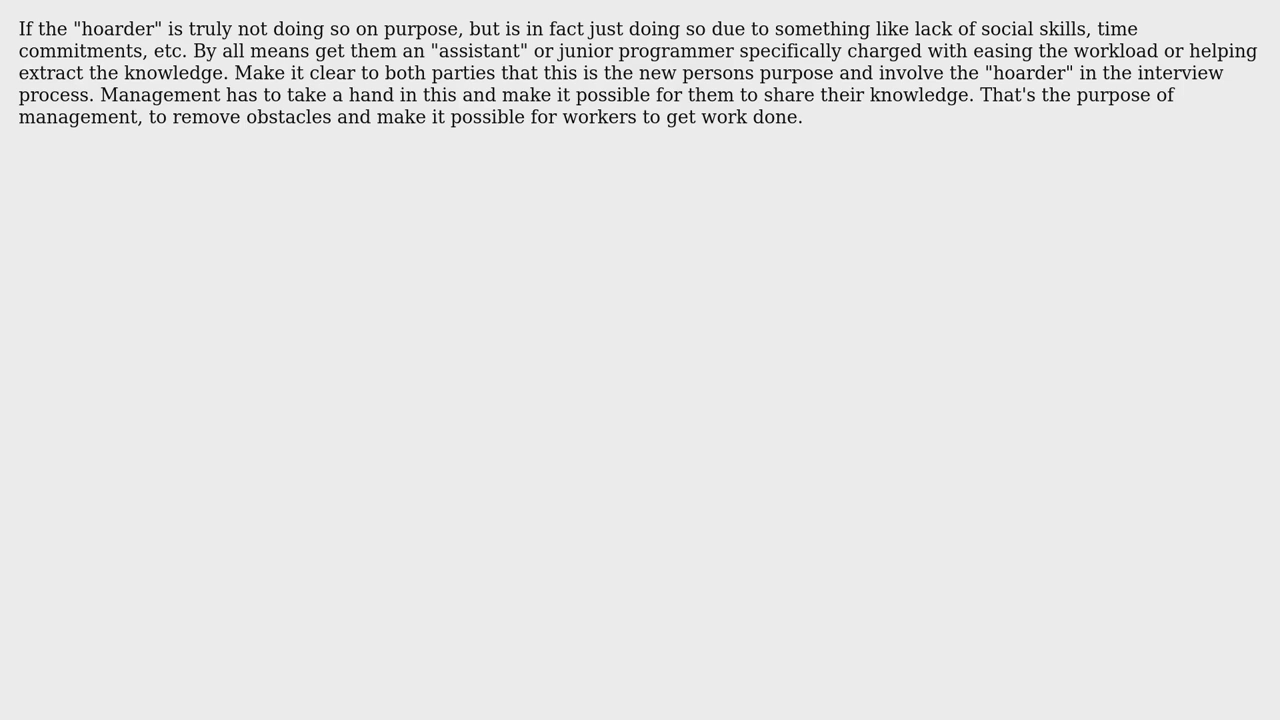 If the "hoarder" is truly not doing so on purpose, but is in fact just doing so due to something like lack of social skills, time
commitments, etc. By all means get them an "assistant" or junior programmer specifically charged with easing the workload or helping
extract the knowledge. Make it clear to both parties that this is the new persons purpose and involve the "hoarder" in the interview
process. Management has to take a hand in this and make it possible for them to share their knowledge. That's the purpose of
management, to remove obstacles and make it possible for workers to get work done.